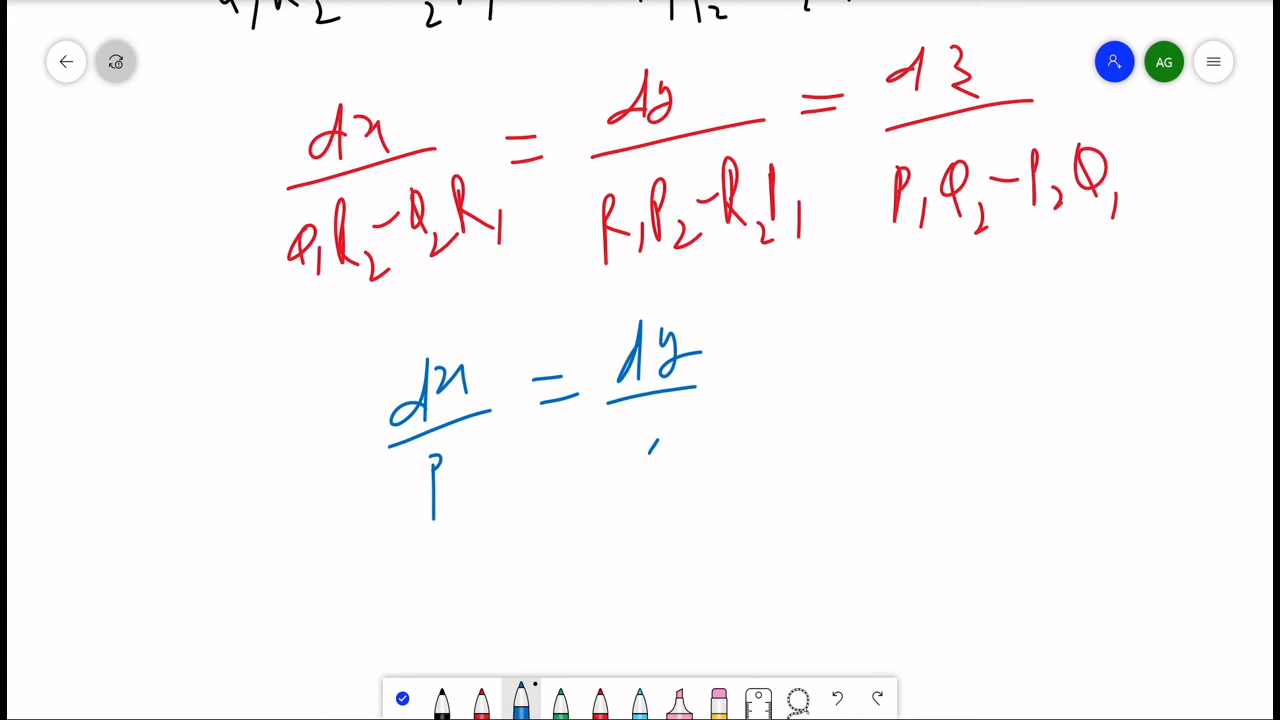 AG
dx/(Q₁R₂ - Q₂R₁) = dy/(R₁P₂ - R₂P₁) = dz/(P₁Q₂ - P₂Q₁)
dx/P = dy/